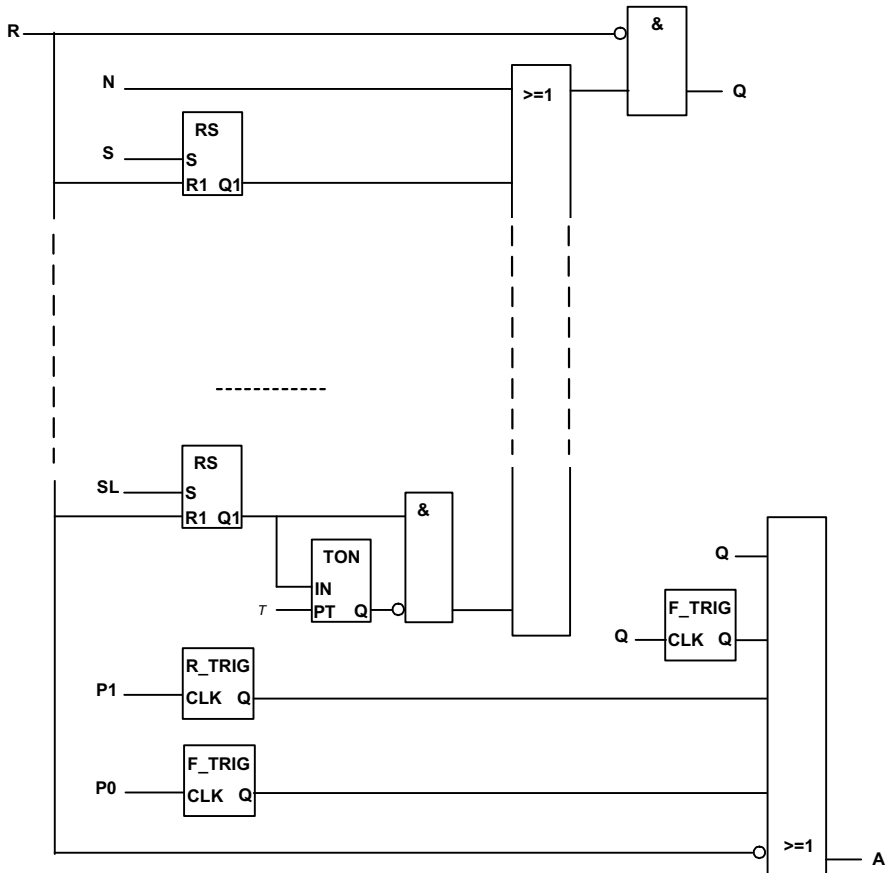 R
&
N
>=1
Q
RS
S
S
R1 Q1
RS
SL
S
R1 Q1
&
TON
IN
T
PT Q
Q
F_TRIG
Q
CLK Q
R_TRIG
P1
CLK Q
F_TRIG
P0
CLK Q
>=1
A